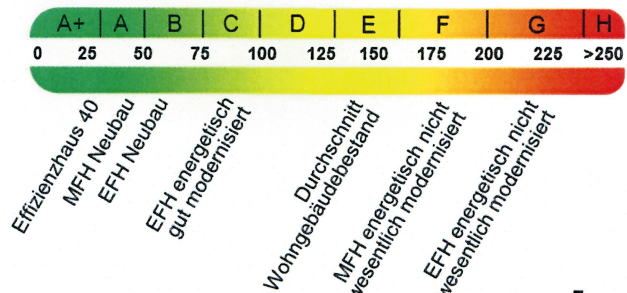 A+ A B C D E F G H
0 25 50 75 100 125 150 175 200 225 >250
Effizienzhaus 40
MFH Neubau
EFH Neubau
EFH energetisch
gut modernisiert
Durchschnitt
Wohngebäudebestand
MFH energetisch nicht
wesentlich modernisiert
EFH energetisch nicht
wesentlich modernisiert